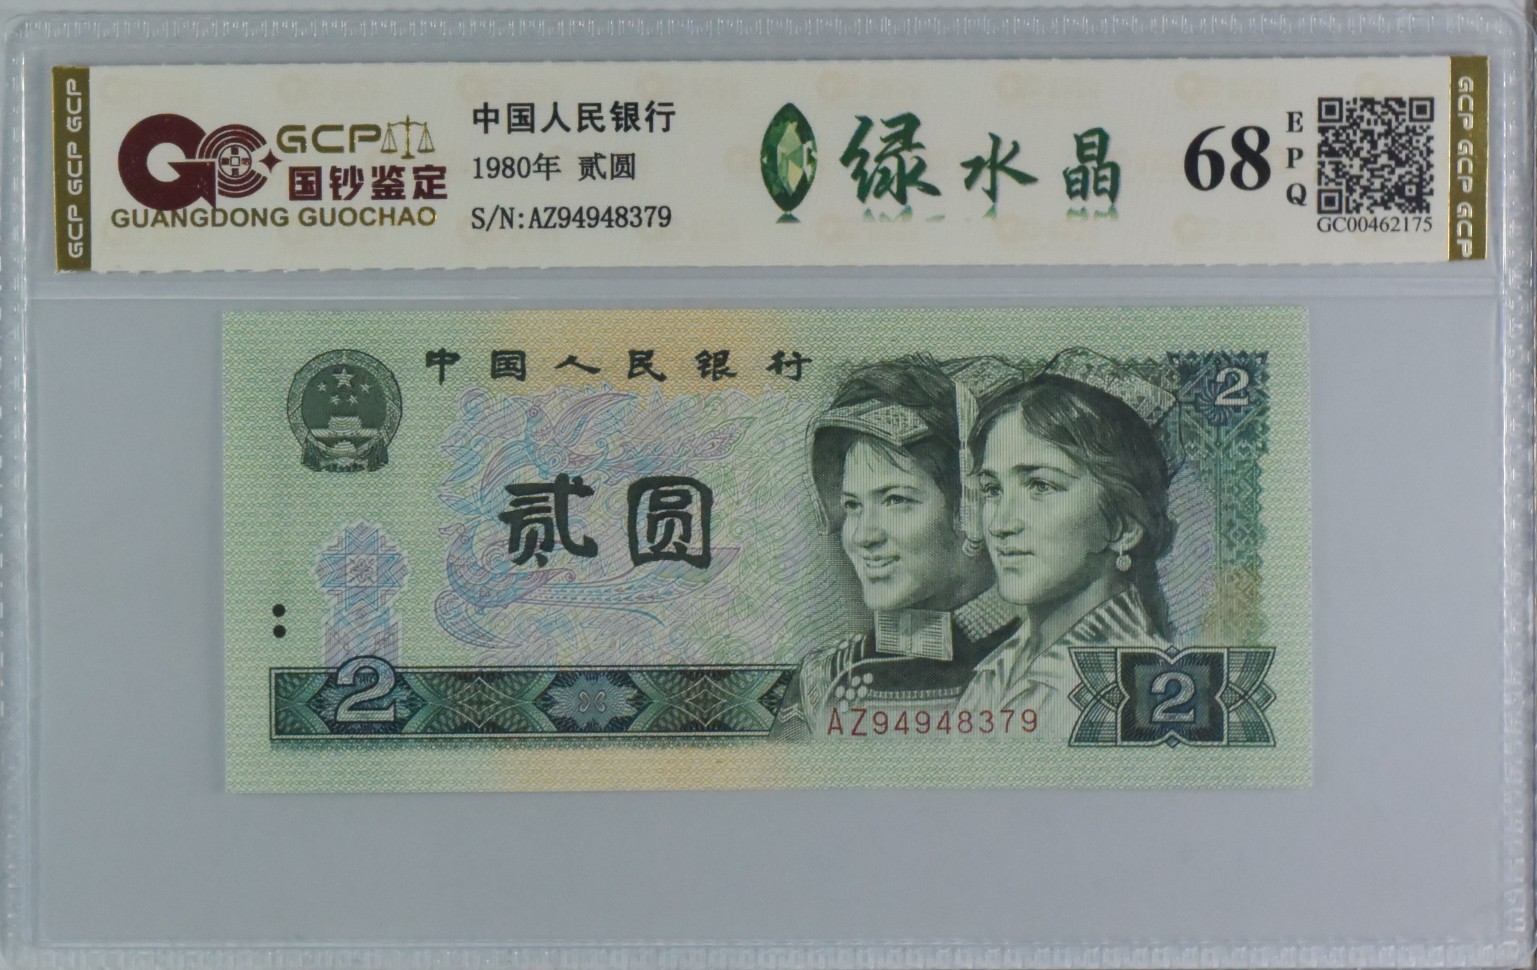 GCP GCP GCP
GCP
国钞鉴定
GUANGDONG GUOCHAO
中国人民银行
1980年 贰圆
S/N:AZ94948379
绿水晶
68
EPQ
GC00462175
GCP GCP GCP
中国人民银行
2
贰圆
2
AZ94948379
2